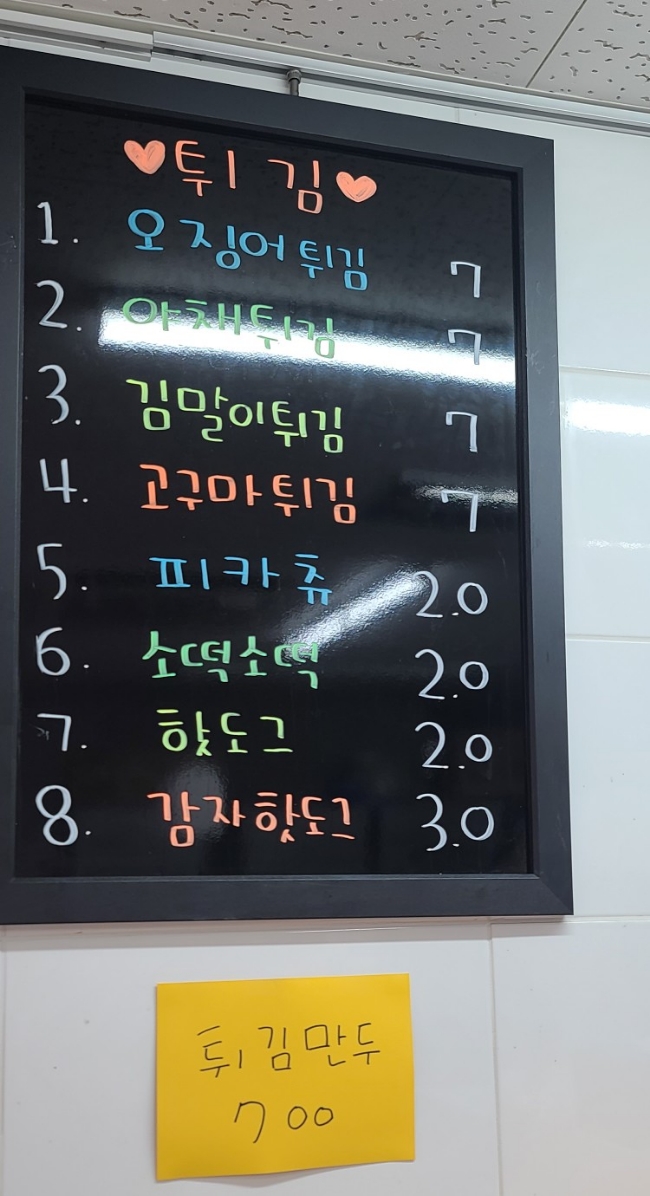 ♥튀김♥
1. 오징어튀김 7
2. 야채튀김 7
3. 김말이튀김 7
4. 고구마튀김 7
5. 피카츄 2.0
6. 소떡소떡 2.0
7. 핫도그 2.0
8. 감자핫도그 3.0
튀김만두
700